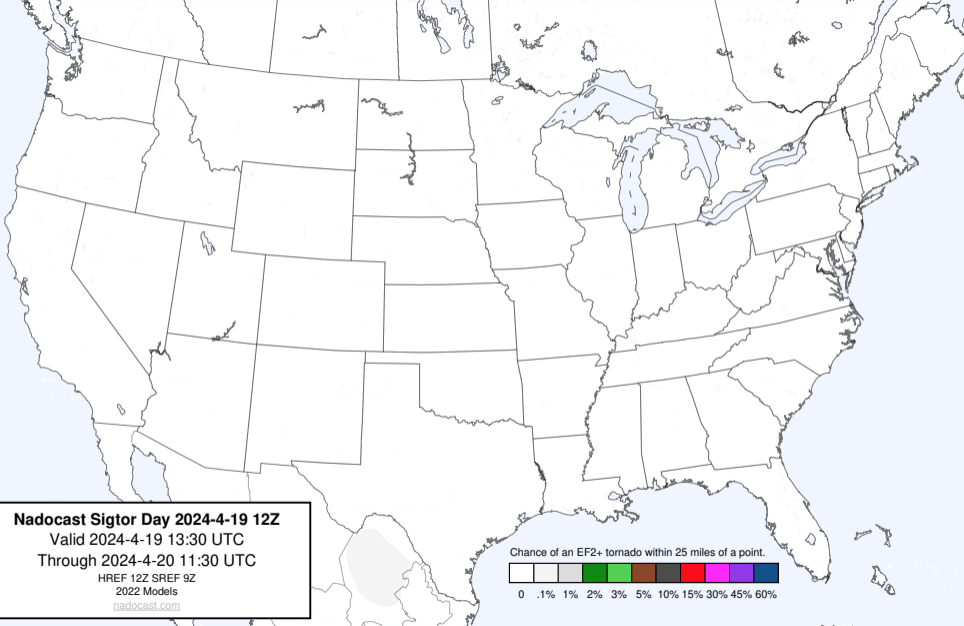 Nadocast Sigtor Day 2024-4-19 12Z
Valid 2024-4-19 13:30 UTC
Through 2024-4-20 11:30 UTC
HREF 12Z SREF 9Z
2022 Models
nadocast.com
Chance of an EF2+ tornado within 25 miles of a point.
0 .1% 1% 2% 3% 5% 10% 15% 30% 45% 60%